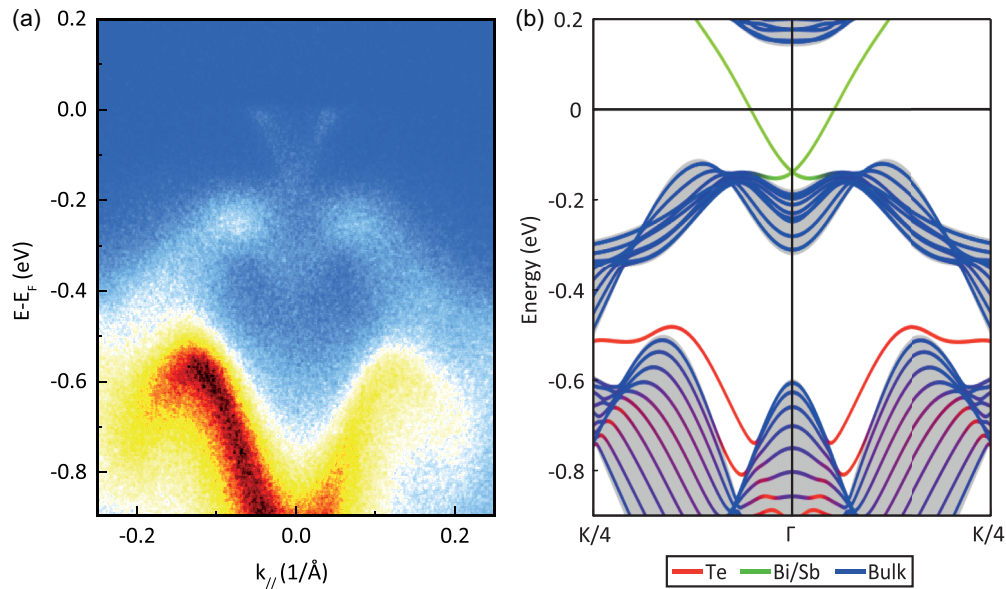 (a)
0.2
0.0
-0.2
-0.4
-0.6
-0.8
E-E_F (eV)
-0.2 0.0 0.2
k_// (1/Å)
(b)
0.2
0
-0.2
-0.4
-0.6
-0.8
Energy (eV)
K/4 Γ K/4
Te Bi/Sb Bulk